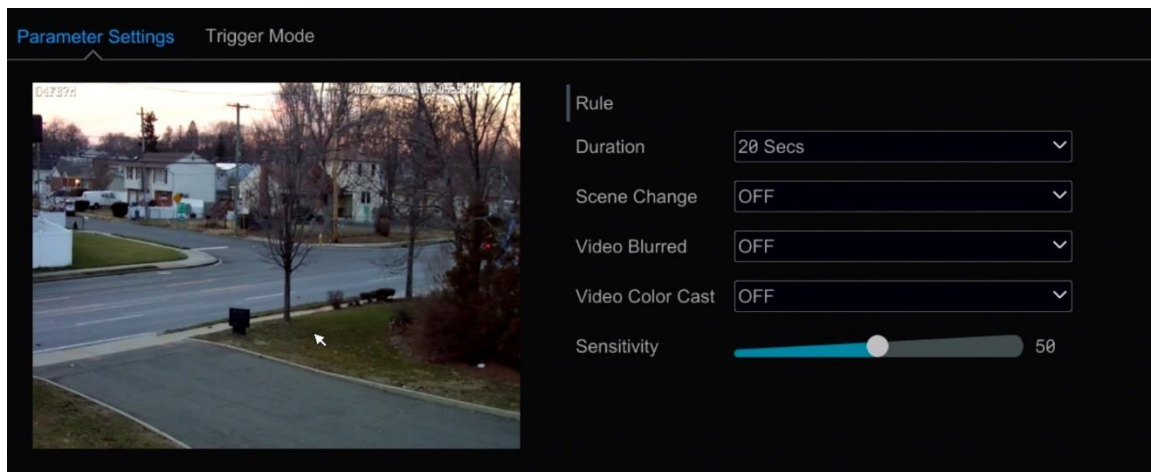 Parameter Settings Trigger Mode
Rule
Duration 20 Secs
Scene Change OFF
Video Blurred OFF
Video Color Cast OFF
Sensitivity 50